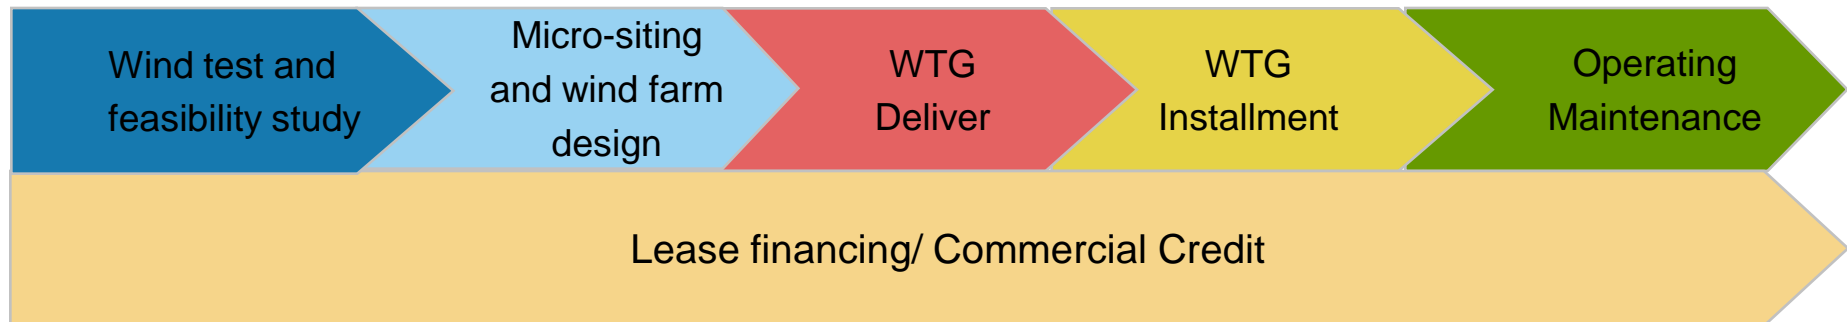 Wind test and
feasibility study
Micro-siting
and wind farm
design
WTG
Deliver
WTG
Installment
Operating
Maintenance
Lease financing/ Commercial Credit